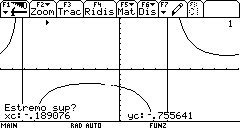 F1 F2 F3 F4 F5 F6 F7
Zoom Trac Ridis Mat Dis
1
Estremo sup?
xc:-.189076 yc:-.755641
MAIN RAD AUTO FUNZ